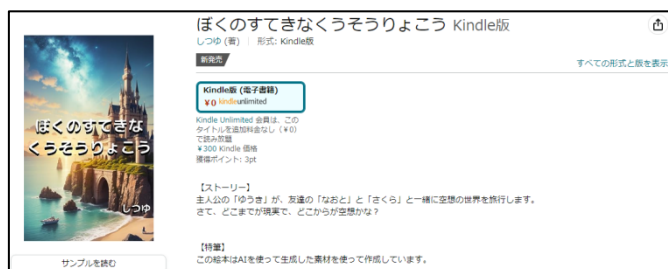 ぼくのすてきなくうそうりょこう Kindle版
しつゆ (著) | 形式: Kindle版
新発売
すべての形式と版を表示
Kindle版 (電子書籍)
¥0 kindleunlimited
Kindle Unlimited 会員は、この
タイトルを追加料金なし (¥0)
で読み放題
¥300 Kindle 価格
獲得ポイント: 3pt
ぼくのすてきな
くうそうりょこう
しつゆ
サンプルを読む
【ストーリー】
主人公の「ゆうき」が、友達の「なおと」と「さくら」と一緒に空想の世界を旅行します。
さて、どこまでが現実で、どこからが空想かな？
【特筆】
この絵本はAIを使って生成した素材を使って作成しています。